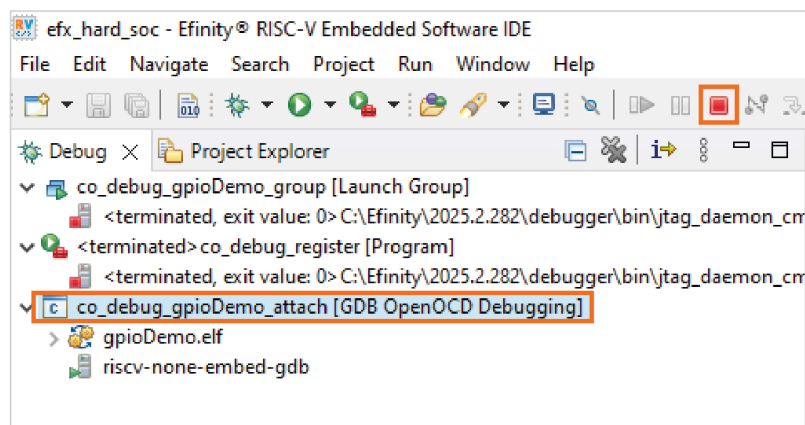 efx_hard_soc - Efinity® RISC-V Embedded Software IDE
File Edit Navigate Search Project Run Window Help
Debug Project Explorer
co_debug_gpioDemo_group [Launch Group]
<terminated, exit value: 0> C:\Efinity\2025.2.282\debugger\bin\jtag_daemon_cm
<terminated> co_debug_register [Program]
<terminated, exit value: 0> C:\Efinity\2025.2.282\debugger\bin\jtag_daemon_cm
co_debug_gpioDemo_attach [GDB OpenOCD Debugging]
gpioDemo.elf
riscv-none-embed-gdb